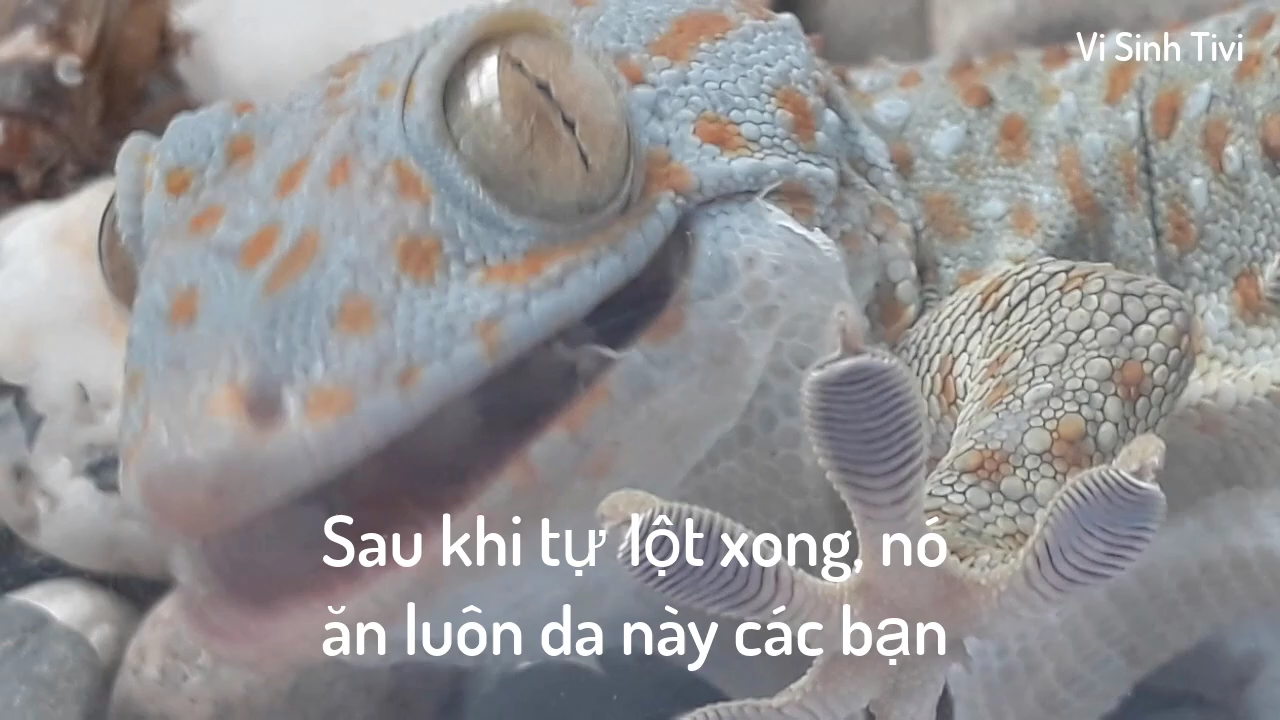 Vi Sinh Tivi
Sau khi tự lột xong, nó
ăn luôn da này các bạn